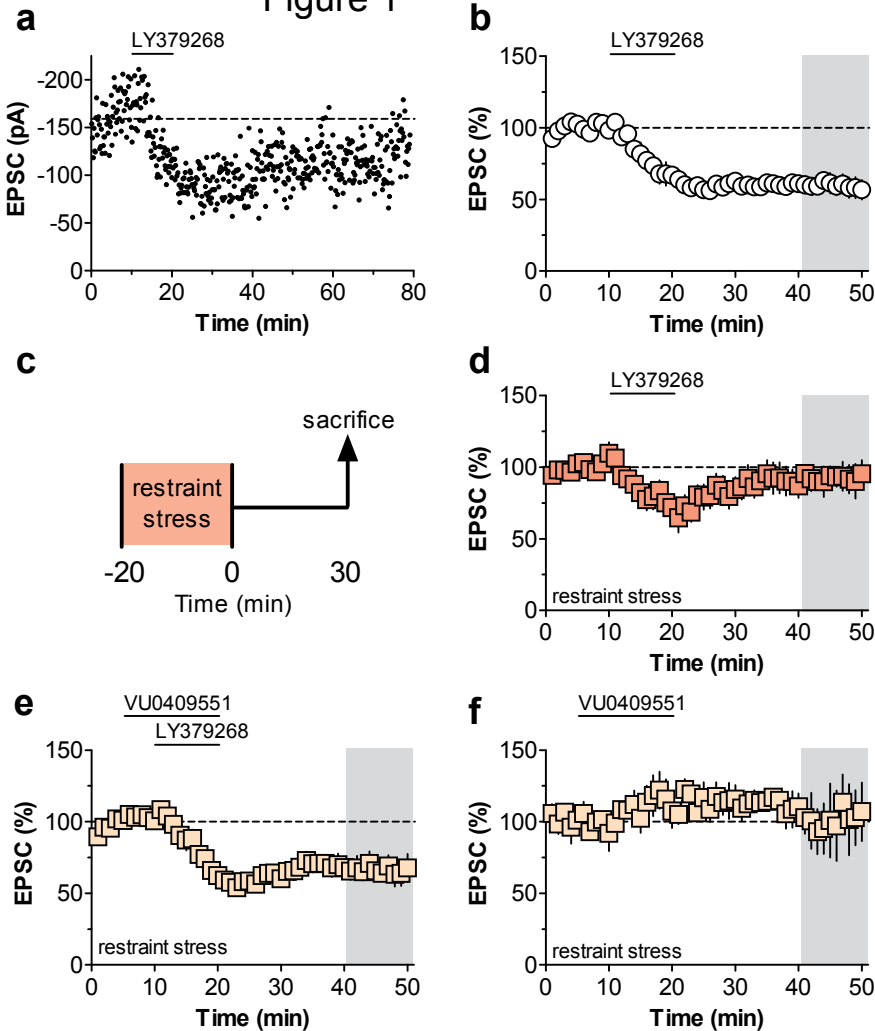 Figure 1
a
LY379268
EPSC (pA)
-200
-150
-100
-50
0
0 20 40 60 80
Time (min)
b
LY379268
EPSC (%)
150
100
50
0
0 10 20 30 40 50
Time (min)
c
sacrifice
restraint
stress
-20 0 30
Time (min)
d
LY379268
EPSC (%)
150
100
50
0
restraint stress
0 10 20 30 40 50
Time (min)
e
VU0409551
LY379268
EPSC (%)
150
100
50
0
restraint stress
0 10 20 30 40 50
Time (min)
f
VU0409551
EPSC (%)
150
100
50
0
restraint stress
0 10 20 30 40 50
Time (min)